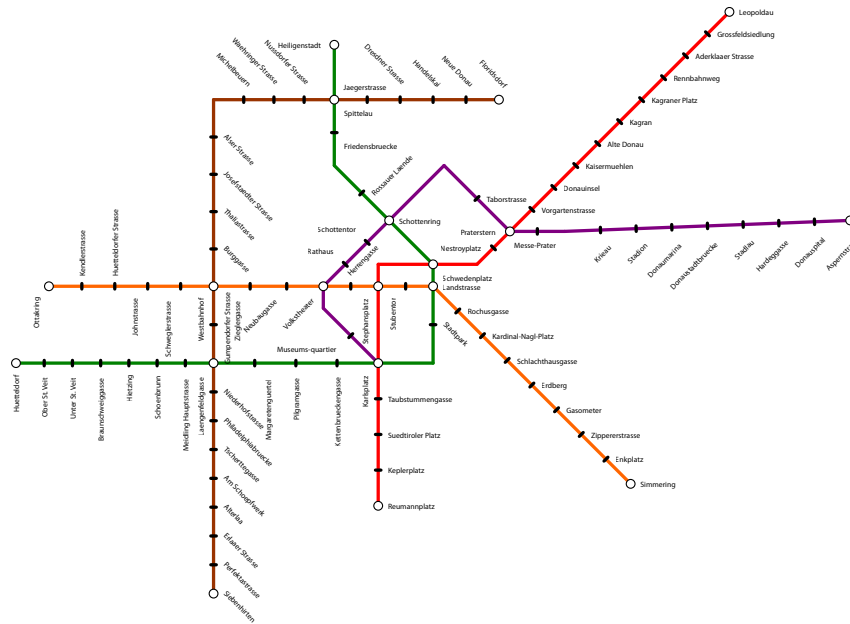 Leopoldau
Grossfeldsiedlung
Aderklaaer Strasse
Rennbahnweg
Kagraner Platz
Kagran
Alte Donau
Kaisermuehlen
Donauinsel
Vorgartenstrasse
Heiligenstadt
Michelbeuern
Waehringer Strasse
Nussdorfer Strasse
Jaegerstrasse
Dresdner Strasse
Handelskai
Neue Donau
Floridsdorf
Spittelau
Friedensbruecke
Rossauer Laende
Alser Strasse
Josefstaedter Strasse
Thaliastrasse
Burggasse
Schottentor
Schottenring
Taborstrasse
Praterstern
Messe-Prater
Rathaus
Herrengasse
Nestroyplatz
Krieau
Stadion
Donaumarina
Donaustadtbruecke
Stadlau
Hardeggasse
Donauspital
Aspernstr
Ottakring
Kendlerstrasse
Huetteldorfer Strasse
Johnstrasse
Schweglerstrasse
Westbahnhof
Gumpendorfer Strasse
Zieglergasse
Neubaugasse
Volkstheater
Stephansplatz
Stubentor
Schwedenplatz
Landstrasse
Stadtpark
Rochusgasse
Kardinal-Nagl-Platz
Schlachthausgasse
Erdberg
Gasometer
Zippererstrasse
Enkplatz
Simmering
Museums-quartier
Huetteldorf
Ober St. Veit
Unter St. Veit
Braunschweiggasse
Hietzing
Schoenbrunn
Meidling Hauptstrasse
Laengenfeldgasse
Margaretenguertel
Pilgramgasse
Kettenbrueckengasse
Karlsplatz
Taubstummengasse
Suedtiroler Platz
Keplerplatz
Reumannplatz
Niederhofstrasse
Philadelphiabruecke
Tscherttegasse
Am Schoepfwerk
Alterlaa
Erlaaer Strasse
Perfektastrasse
Siebenhirten